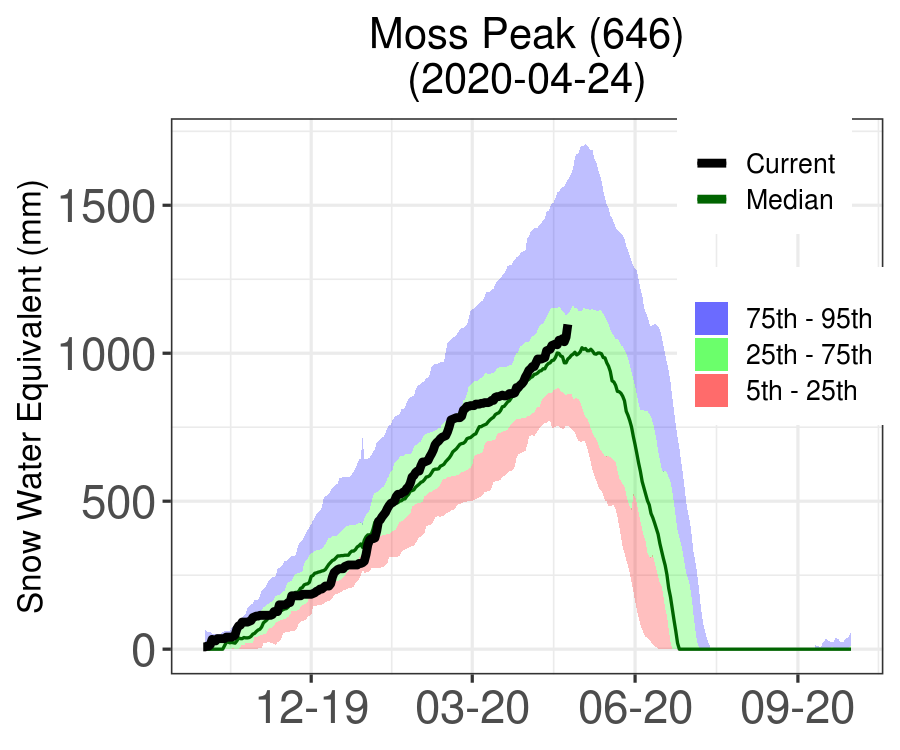 Moss Peak (646)
(2020-04-24)
Snow Water Equivalent (mm)
1500
1000
500
0
12-19 03-20 06-20 09-20
Current
Median
75th - 95th
25th - 75th
5th - 25th